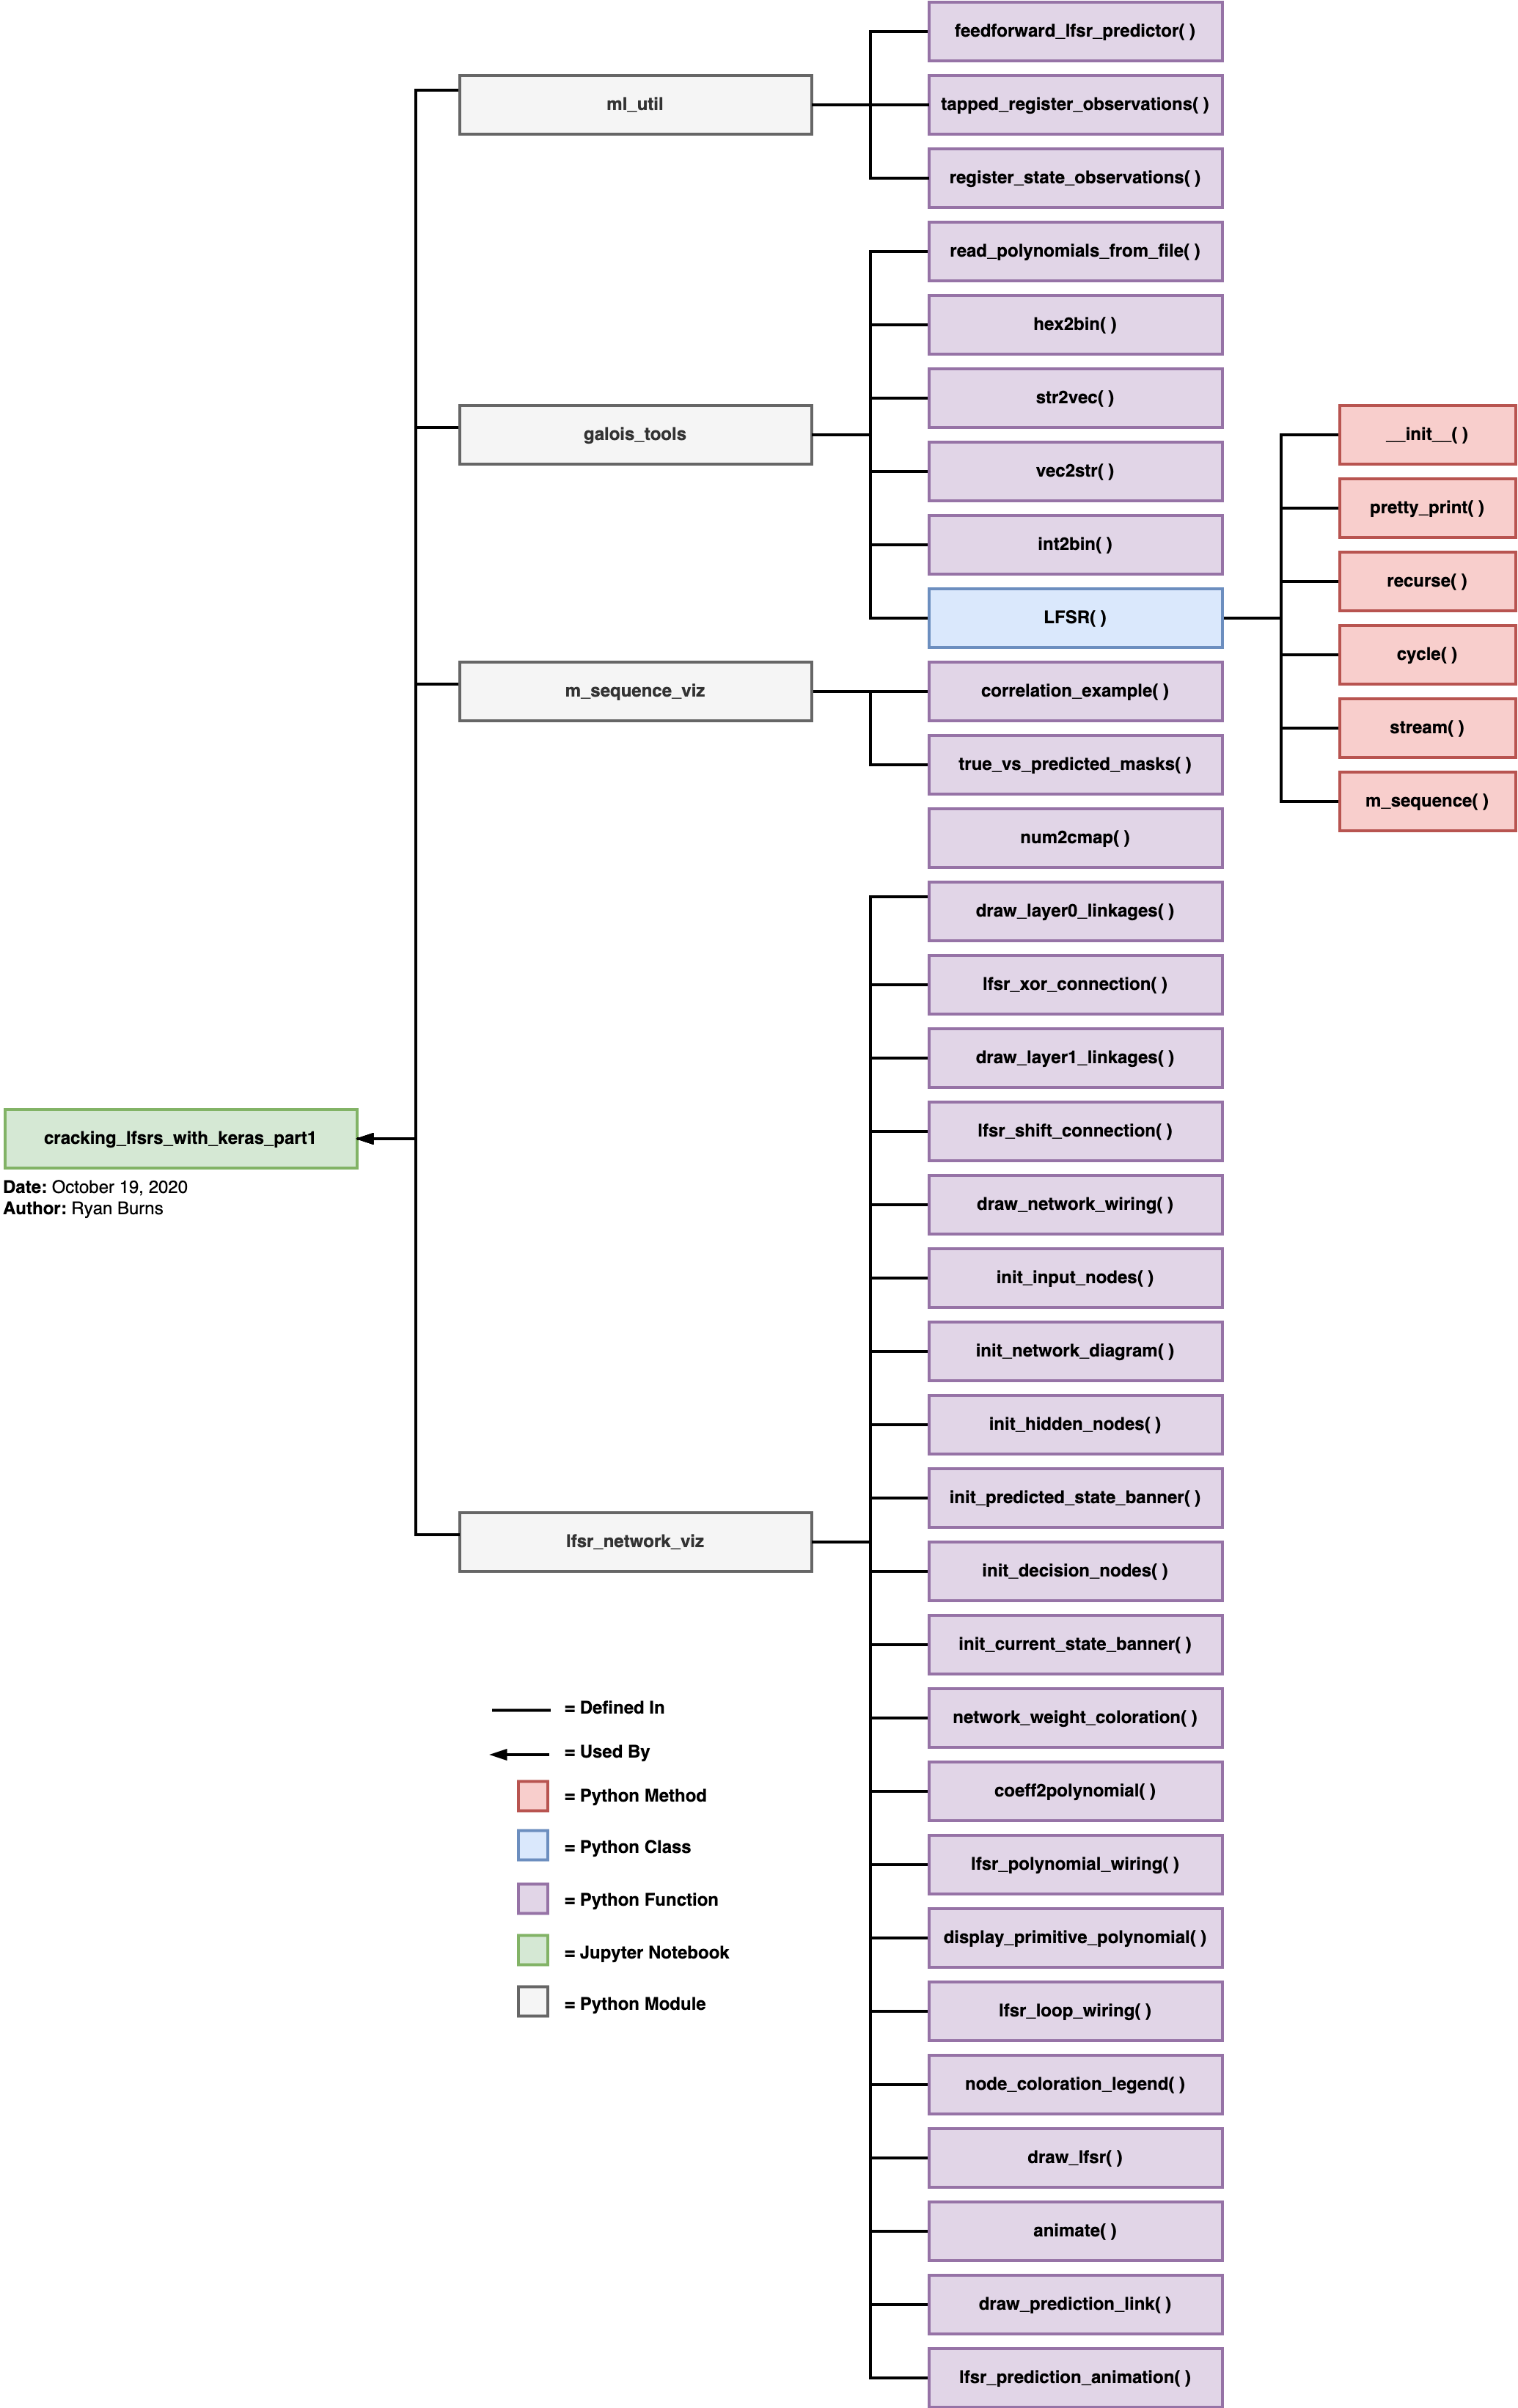 feedforward_lfsr_predictor( )
ml_util
tapped_register_observations( )
register_state_observations( )
read_polynomials_from_file( )
hex2bin( )
str2vec( )
galois_tools
__init__( )
vec2str( )
pretty_print( )
int2bin( )
recurse( )
LFSR( )
cycle( )
m_sequence_viz
correlation_example( )
stream( )
true_vs_predicted_masks( )
m_sequence( )
num2cmap( )
draw_layer0_linkages( )
lfsr_xor_connection( )
draw_layer1_linkages( )
lfsr_shift_connection( )
cracking_lfsrs_with_keras_part1
Date: October 19, 2020
Author: Ryan Burns
draw_network_wiring( )
init_input_nodes( )
init_network_diagram( )
init_hidden_nodes( )
init_predicted_state_banner( )
lfsr_network_viz
init_decision_nodes( )
init_current_state_banner( )
network_weight_coloration( )
coeff2polynomial( )
lfsr_polynomial_wiring( )
display_primitive_polynomial( )
lfsr_loop_wiring( )
node_coloration_legend( )
draw_lfsr( )
animate( )
draw_prediction_link( )
lfsr_prediction_animation( )
= Defined In
= Used By
= Python Method
= Python Class
= Python Function
= Jupyter Notebook
= Python Module